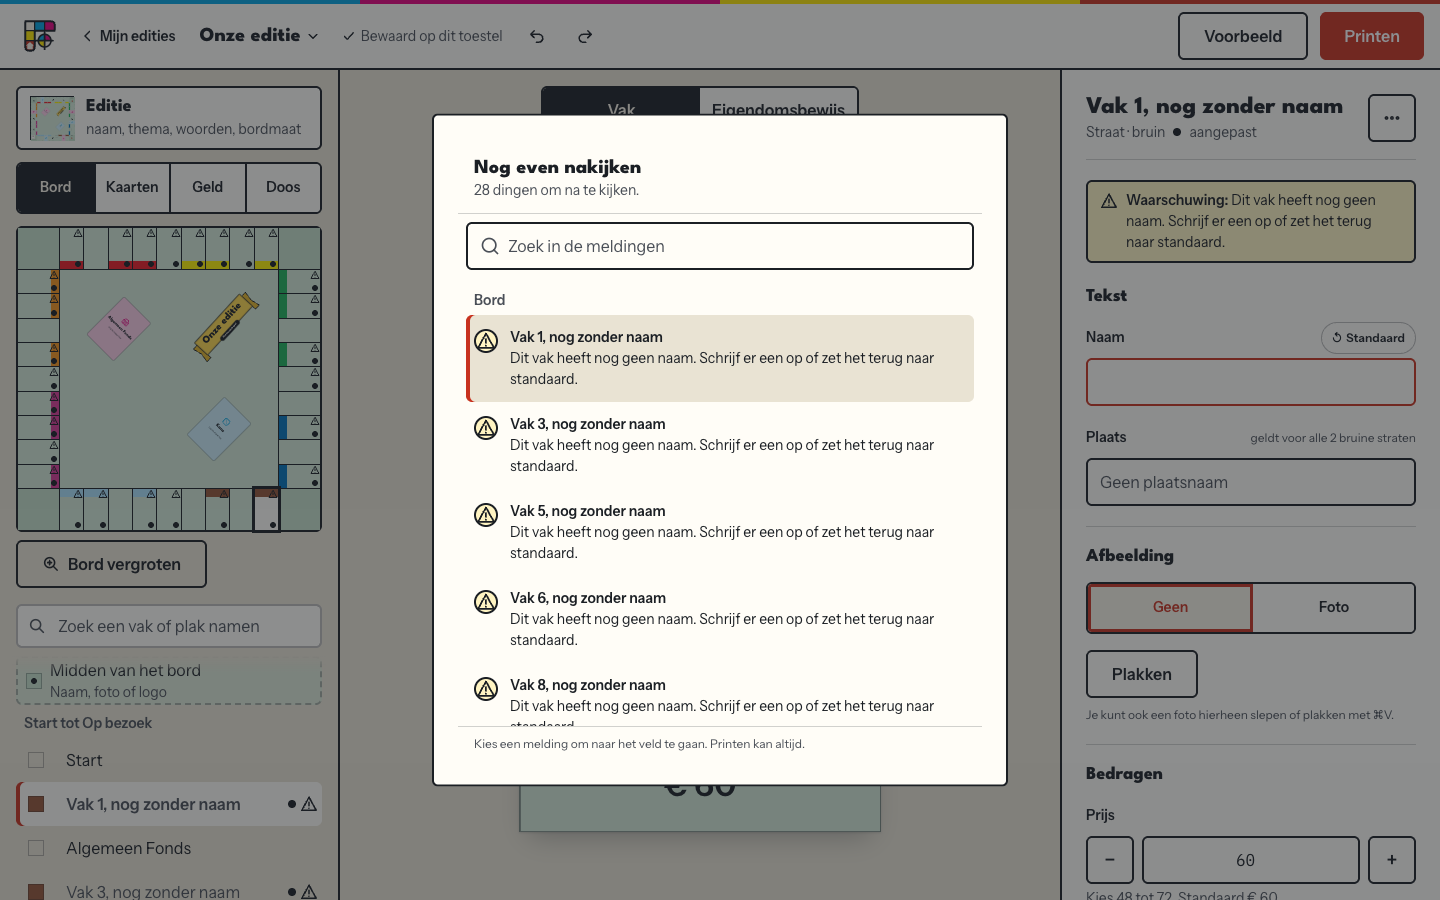 Mijn edities
Onze editie
Bewaard op dit toestel
Voorbeeld
Printen
Editie
naam, thema, woorden, bordmaat
Bord
Kaarten
Geld
Doos
Onze editie
Bord vergroten
Zoek een vak of plak namen
Midden van het bord
Naam, foto of logo
Start tot Op bezoek
Start
Vak 1, nog zonder naam
Algemeen Fonds
Vak 3, nog zonder naam
Vak
Eigendomsbewijs
Nog even nakijken
28 dingen om na te kijken.
Zoek in de meldingen
Bord
Vak 1, nog zonder naam
Dit vak heeft nog geen naam. Schrijf er een op of zet het terug naar
standaard.
Vak 3, nog zonder naam
Dit vak heeft nog geen naam. Schrijf er een op of zet het terug naar
standaard.
Vak 5, nog zonder naam
Dit vak heeft nog geen naam. Schrijf er een op of zet het terug naar
standaard.
Vak 6, nog zonder naam
Dit vak heeft nog geen naam. Schrijf er een op of zet het terug naar
standaard.
Vak 8, nog zonder naam
Dit vak heeft nog geen naam. Schrijf er een op of zet het terug naar
standaard.
Kies een melding om naar het veld te gaan. Printen kan altijd.
€ 60
Vak 1, nog zonder naam
Straat · bruin ● aangepast
Waarschuwing: Dit vak heeft nog geen
naam. Schrijf er een op of zet het terug
naar standaard.
Tekst
Naam
Standaard
Plaats
geldt voor alle 2 bruine straten
Geen plaatsnaam
Afbeelding
Geen
Foto
Plakken
Je kunt ook een foto hierheen slepen of plakken met ⌘V.
Bedragen
Prijs
− 60 +
Kies 48 tot 72. Standaard € 60.